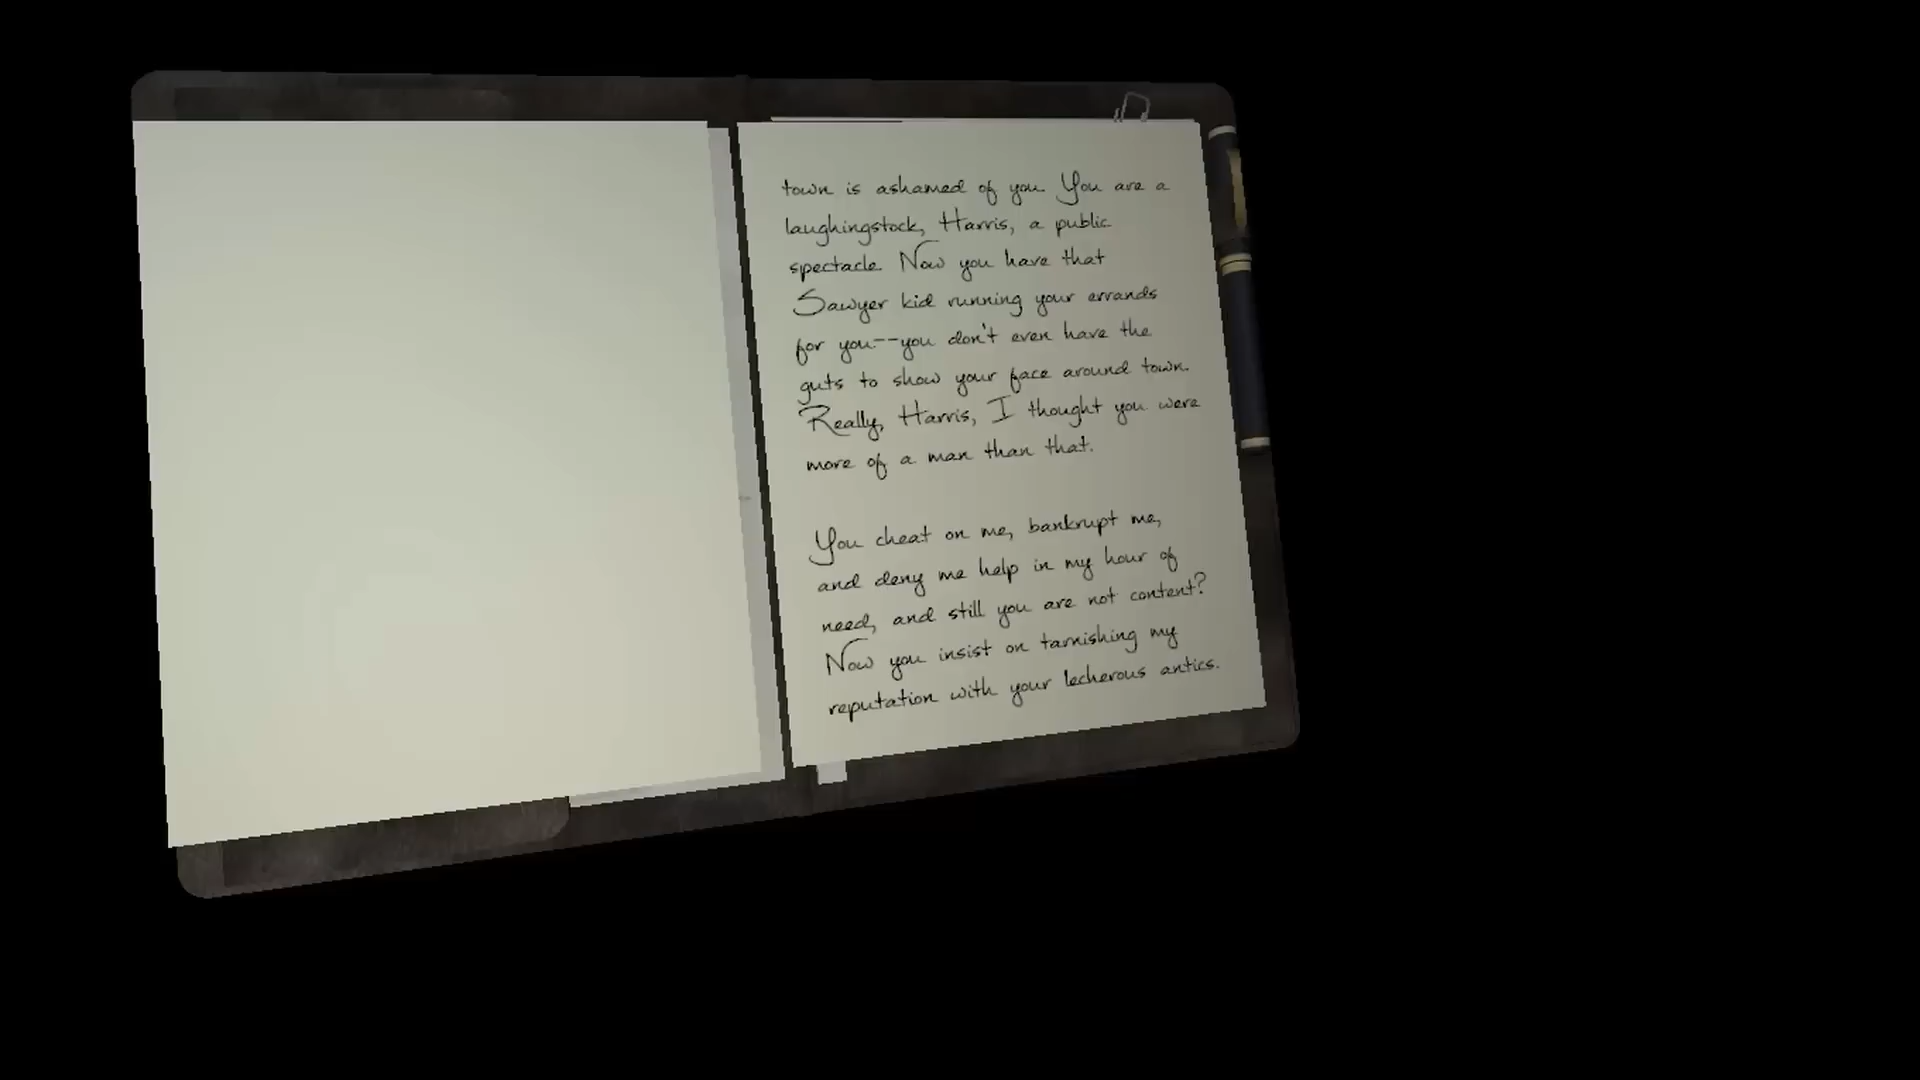 town is ashamed of you. You are a
laughingstock, Harris, a public
spectacle. Now you have that
Sawyer kid running your errands
for you--you don't even have the
guts to show your face around town.
Really, Harris, I thought you were
more of a man than that.
You cheat on me, bankrupt me,
and deny me help in my hour of
need, and still you are not content?
Now you insist on tarnishing my
reputation with your lecherous antics.